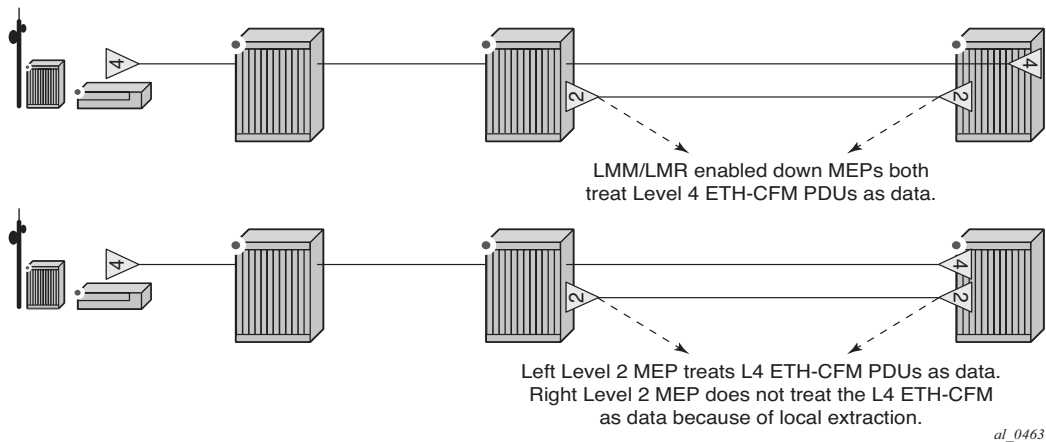 4
4
2
2
LMM/LMR enabled down MEPs both
treat Level 4 ETH-CFM PDUs as data.
4
4
2
2
Left Level 2 MEP treats L4 ETH-CFM PDUs as data.
Right Level 2 MEP does not treat the L4 ETH-CFM
as data because of local extraction.
al_0463